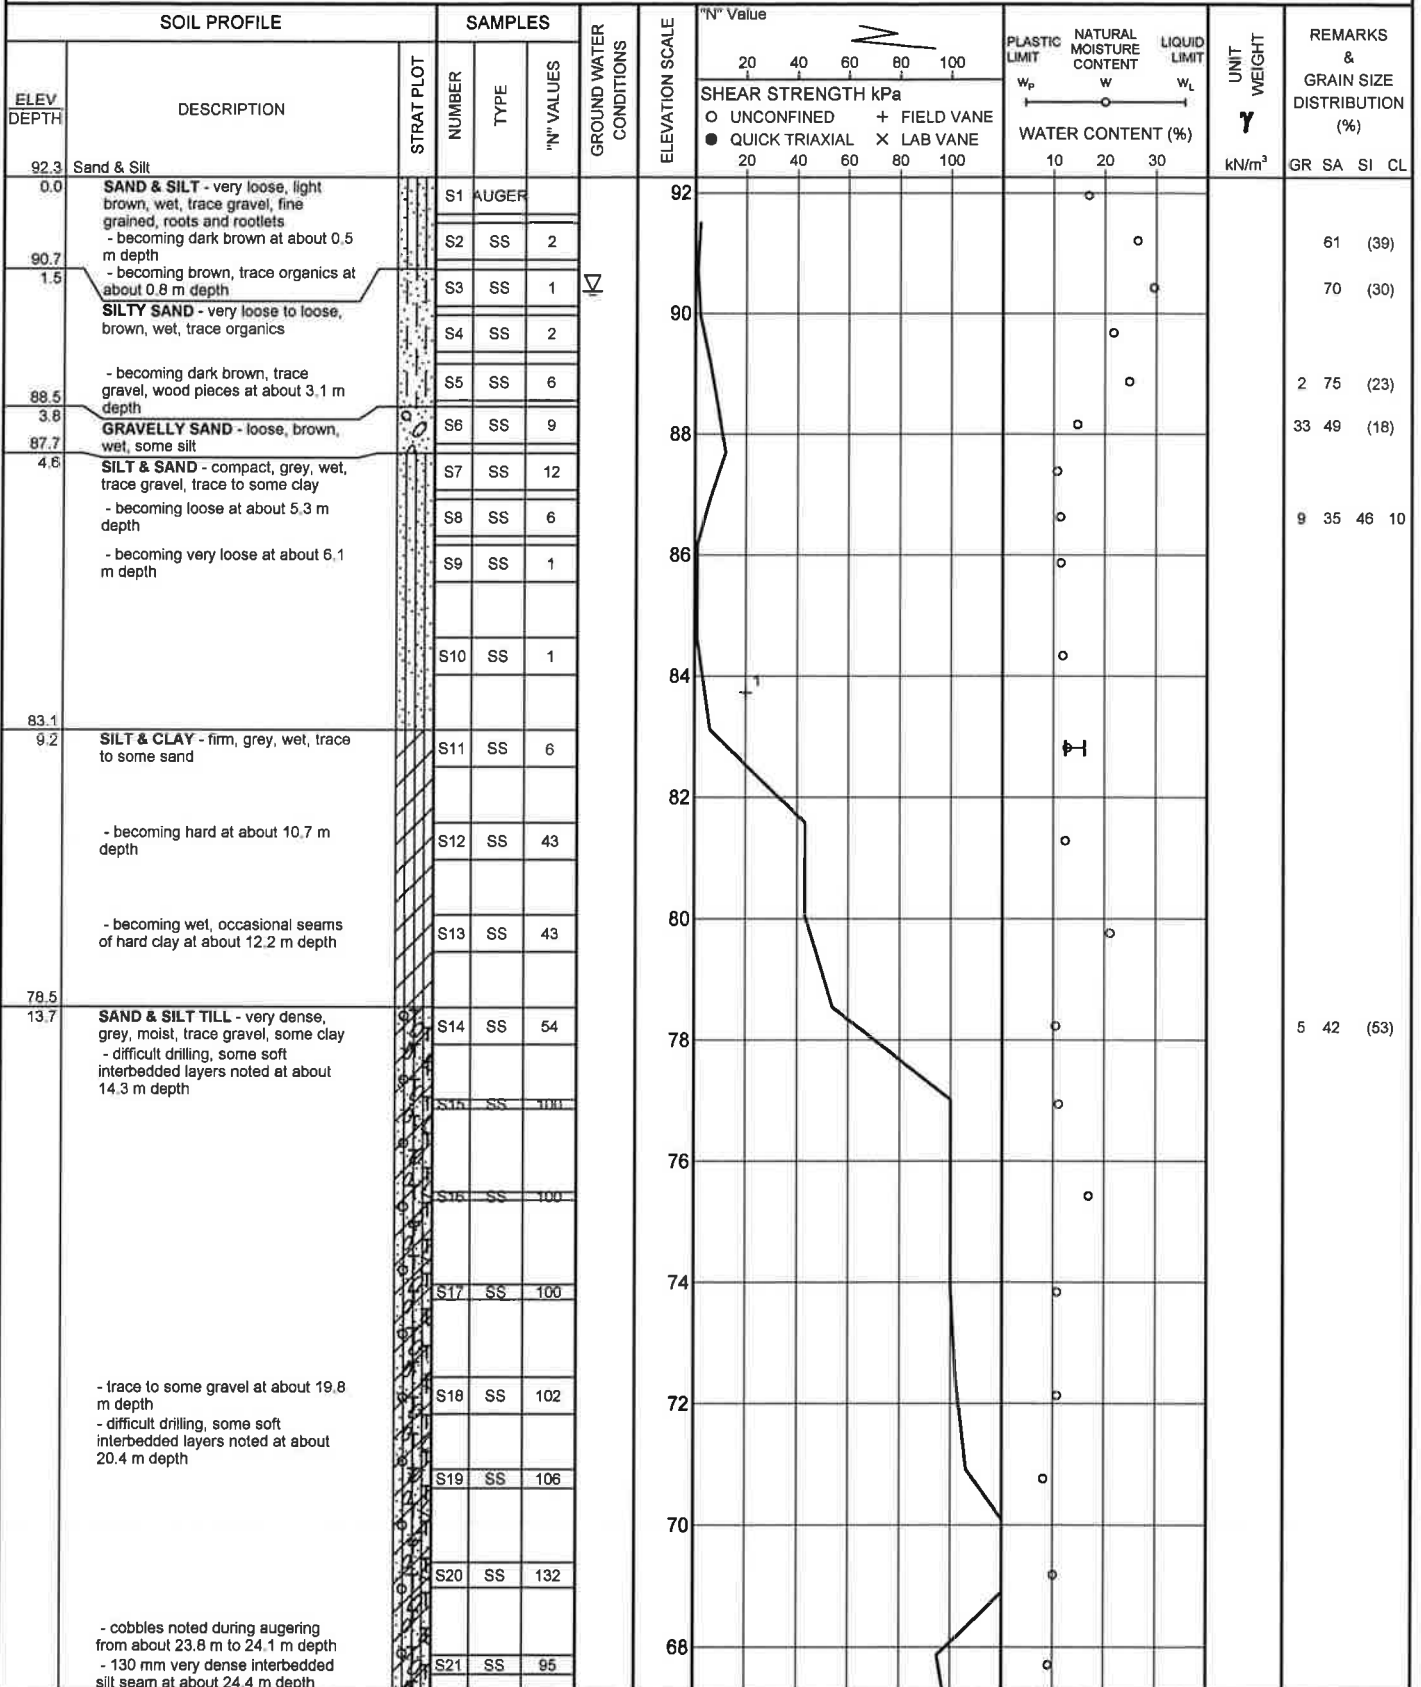 SOIL PROFILE
SAMPLES
GROUND WATER CONDITIONS
ELEVATION SCALE
"N" Value
20 40 60 80 100
SHEAR STRENGTH kPa
O UNCONFINED + FIELD VANE
● QUICK TRIAXIAL × LAB VANE
20 40 60 80 100
PLASTIC LIMIT
NATURAL MOISTURE CONTENT
LIQUID LIMIT
WP W WL
WATER CONTENT (%)
10 20 30
UNIT WEIGHT
γ
kN/m³
REMARKS
&
GRAIN SIZE
DISTRIBUTION
(%)
GR SA SI CL
ELEV
DEPTH
DESCRIPTION
STRAT PLOT
NUMBER
TYPE
"N" VALUES
92.3 Sand & Silt
0.0
SAND & SILT - very loose, light
brown, wet, trace gravel, fine
grained, roots and rootlets
- becoming dark brown at about 0.5
m depth
- becoming brown, trace organics at
about 0.8 m depth
90.7
1.5
SILTY SAND - very loose to loose,
brown, wet, trace organics
- becoming dark brown, trace
gravel, wood pieces at about 3.1 m
depth
88.5
3.8
GRAVELLY SAND - loose, brown,
wet, some silt
87.7
4.6
SILT & SAND - compact, grey, wet,
trace gravel, trace to some clay
- becoming loose at about 5.3 m
depth
- becoming very loose at about 6.1
m depth
83.1
9.2
SILT & CLAY - firm, grey, wet, trace
to some sand
- becoming hard at about 10.7 m
depth
- becoming wet, occasional seams
of hard clay at about 12.2 m depth
78.5
13.7
SAND & SILT TILL - very dense,
grey, moist, trace gravel, some clay
- difficult drilling, some soft
interbedded layers noted at about
14.3 m depth
- trace to some gravel at about 19.8
m depth
- difficult drilling, some soft
interbedded layers noted at about
20.4 m depth
- cobbles noted during augering
from about 23.8 m to 24.1 m depth
- 130 mm very dense interbedded
silt seam at about 24.4 m depth
S1 AUGER
S2 SS 2
S3 SS 1
S4 SS 2
S5 SS 6
S6 SS 9
S7 SS 12
S8 SS 6
S9 SS 1
S10 SS 1
S11 SS 6
S12 SS 43
S13 SS 43
S14 SS 54
S15 SS 100
S16 SS 100
S17 SS 100
S18 SS 102
S19 SS 106
S20 SS 132
S21 SS 95
92
90
88
86
84
82
80
78
76
74
72
70
68
1
61 (39)
70 (30)
2 75 (23)
33 49 (18)
9 35 46 10
5 42 (53)